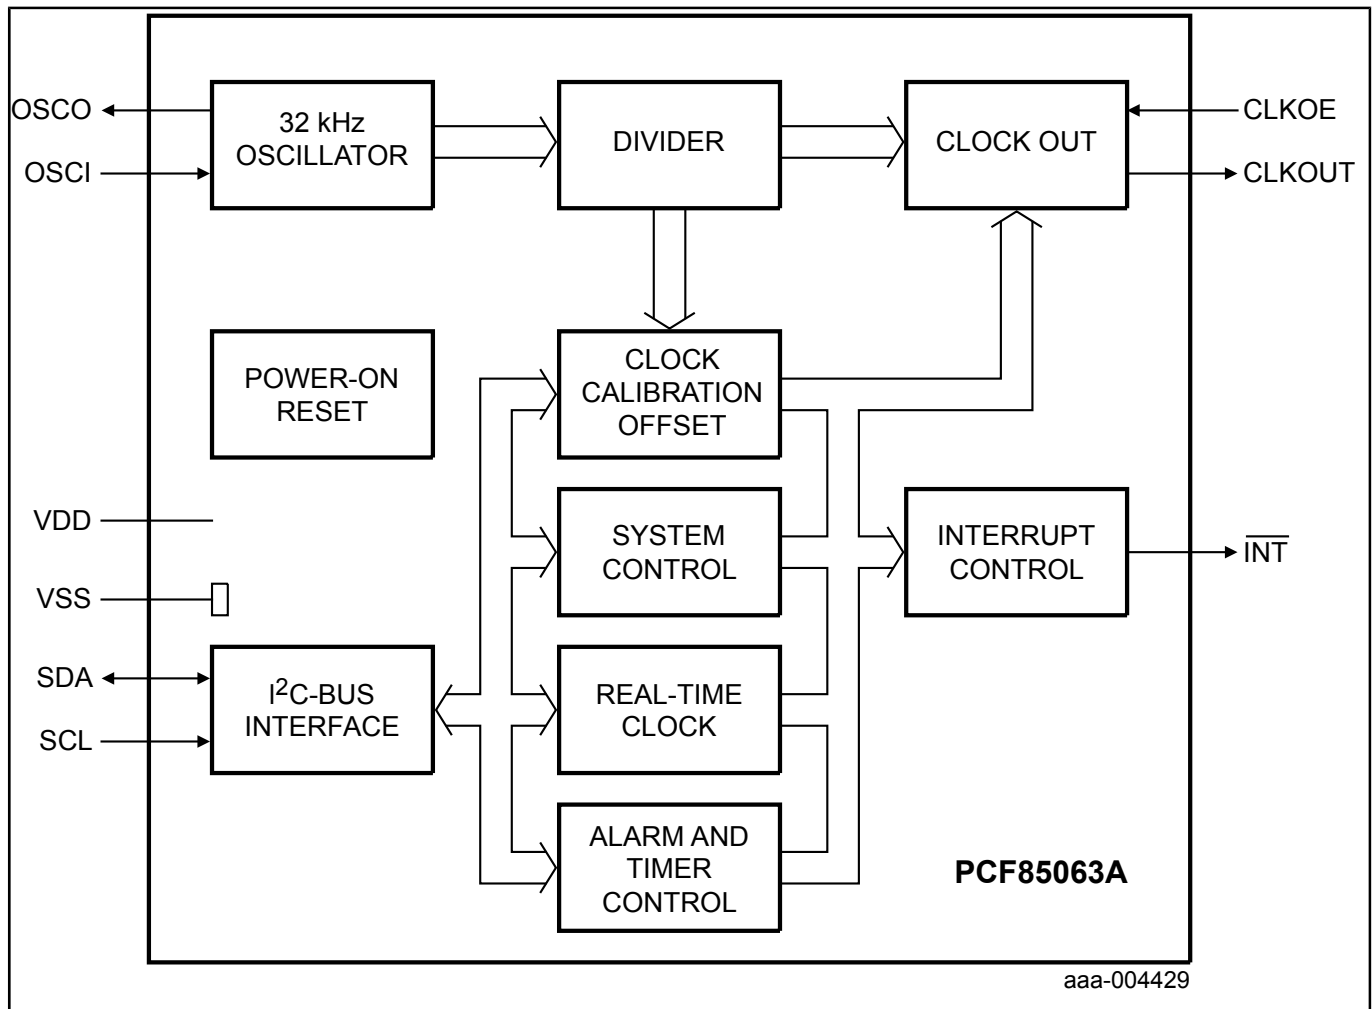 OSCO
OSCI
32 kHz
OSCILLATOR
DIVIDER
CLOCK OUT
CLKOE
CLKOUT
POWER-ON
RESET
CLOCK
CALIBRATION
OFFSET
VDD
VSS
SYSTEM
CONTROL
INTERRUPT
CONTROL
INT
SDA
SCL
I²C-BUS
INTERFACE
REAL-TIME
CLOCK
ALARM AND
TIMER
CONTROL
PCF85063A
aaa-004429